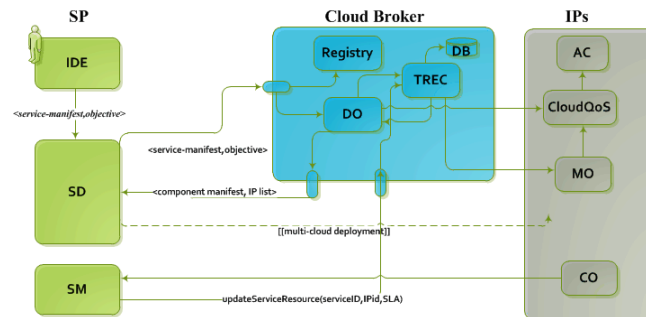 SP
Cloud Broker
IPs
IDE
Registry
DB
TREC
AC
CloudQoS
DO
<service-manifest,objective>
<service-manifest,objective>
MO
SD
<component manifest, IP list>
[[multi-cloud deployment]]
CO
SM
updateServiceResource(serviceID,IPid,SLA)